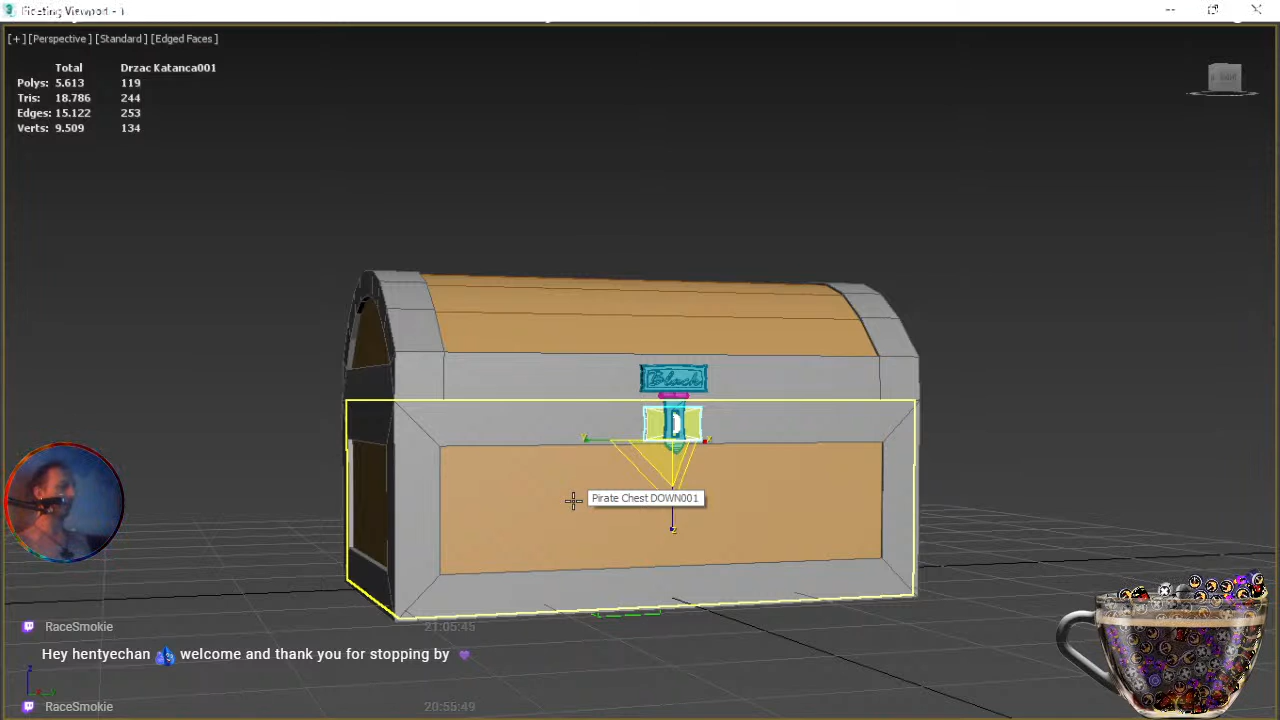 Floating Viewport - 1
[+] [Perspective] [Standard] [Edged Faces]
Total Drzac Katanca001
Polys: 5.613 119
Tris: 18.786 244
Edges: 15.122 253
Verts: 9.509 134
Black
Pirate Chest DOWN001
RaceSmokie 21:05:45
Hey hentyechan welcome and thank you for stopping by
RaceSmokie 20:55:49